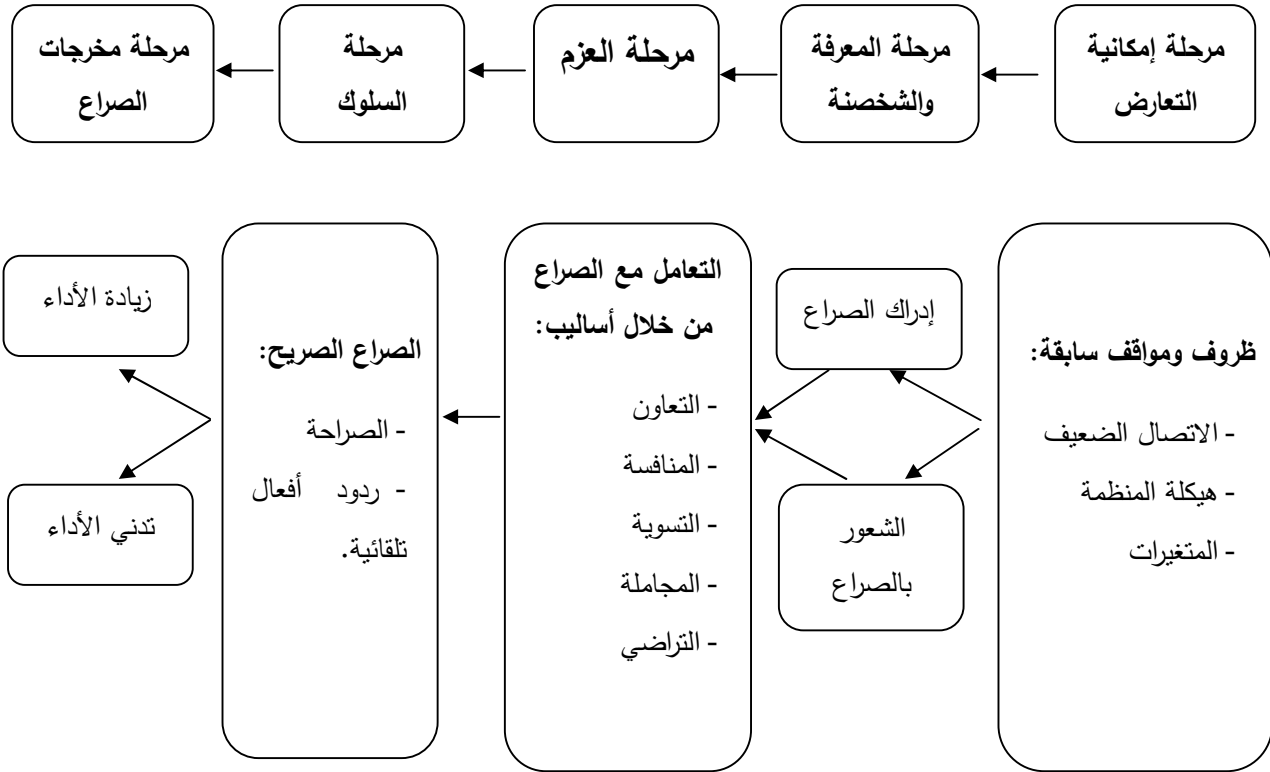 مرحلة إمكانية
التعارض
مرحلة المعرفة
والشخصنة
مرحلة العزم
مرحلة
السلوك
مرحلة مخرجات
الصراع
ظروف ومواقف سابقة:
- الاتصال الضعيف
- هيكلة المنظمة
- المتغيرات
إدراك الصراع
الشعور
بالصراع
التعامل مع الصراع
من خلال أساليب:
- التعاون
- المنافسة
- التسوية
- المجاملة
- التراضي
الصراع الصريح:
- الصراحة
- ردود أفعال
تلقائية.
زيادة الأداء
تدني الأداء